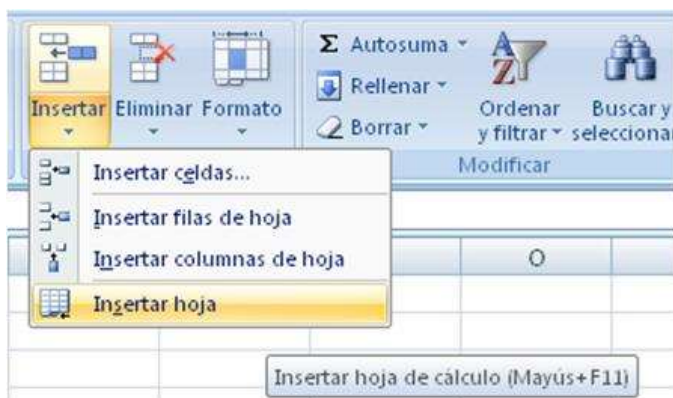 Insertar Eliminar Formato
Σ Autosuma
Rellenar
Borrar
Ordenar
y filtrar
Buscar y
seleccionar
Modificar
Insertar celdas...
Insertar filas de hoja
Insertar columnas de hoja
Insertar hoja
O
Insertar hoja de cálculo (Mayús+F11)